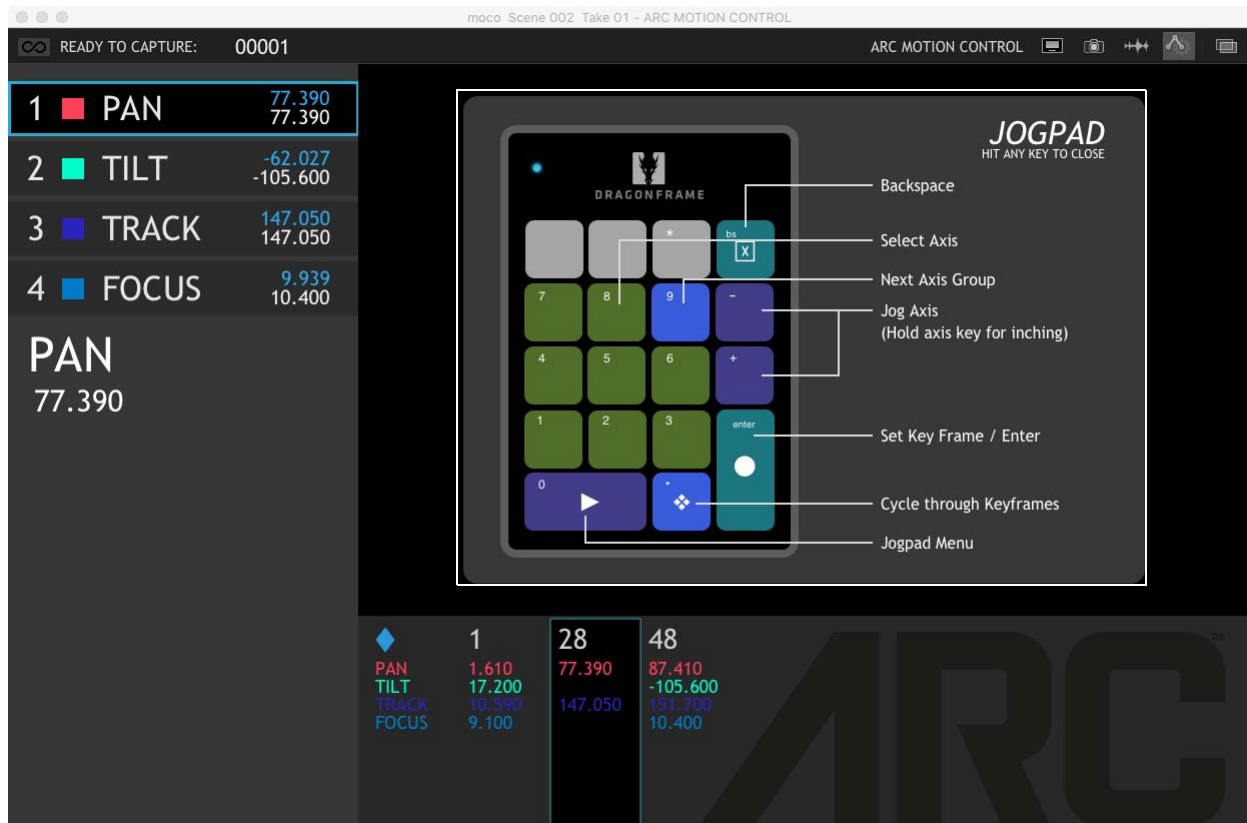 moco Scene 002 Take 01 - ARC MOTION CONTROL
READY TO CAPTURE: 00001
ARC MOTION CONTROL
1 PAN 77.390
77.390
2 TILT -62.027
-105.600
3 TRACK 147.050
147.050
4 FOCUS 9.939
10.400
PAN
77.390
JOGPAD
HIT ANY KEY TO CLOSE
DRAGONFRAME
* bs
X
7 8 9 -
4 5 6 +
1 2 3 enter
0 .
Backspace
Select Axis
Next Axis Group
Jog Axis
(Hold axis key for inching)
Set Key Frame / Enter
Cycle through Keyframes
Jogpad Menu
1 28 48
PAN 1.610 77.390 87.410
TILT 17.200 -105.600
TRACK 10.590 147.050 151.700
FOCUS 9.100 10.400
ARC
TM